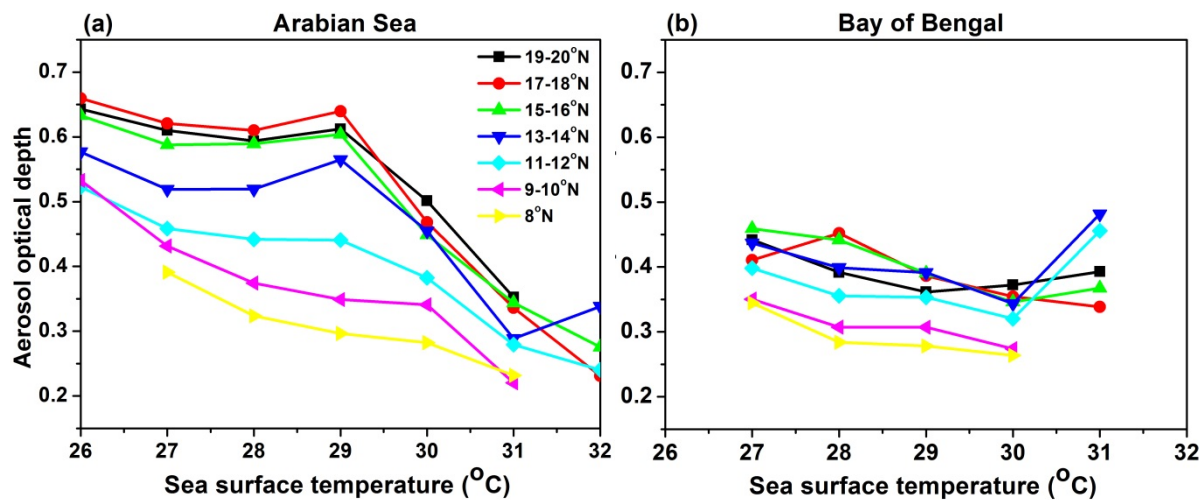 (a) Arabian Sea
Aerosol optical depth
0.7
0.6
0.5
0.4
0.3
0.2
19-20°N
17-18°N
15-16°N
13-14°N
11-12°N
9-10°N
8°N
26 27 28 29 30 31 32
Sea surface temperature (°C)
(b) Bay of Bengal
0.7
0.6
0.5
0.4
0.3
0.2
26 27 28 29 30 31 32
Sea surface temperature (°C)